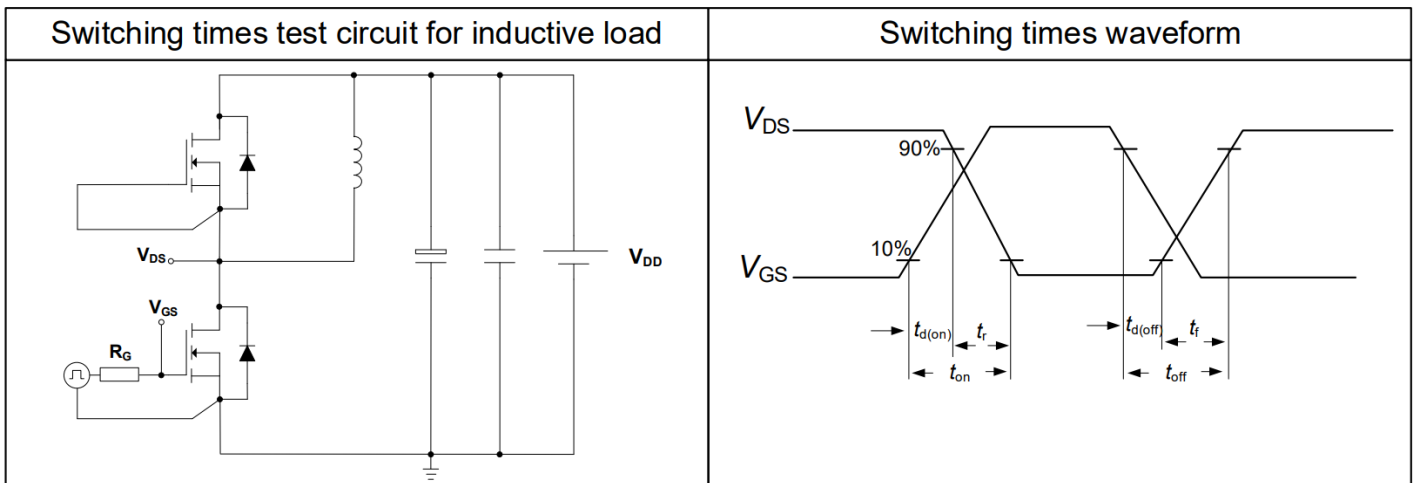 Switching times test circuit for inductive load
Switching times waveform
VDS
VGS
RG
VDD
VDS
90%
10%
VGS
td(on) tr
ton
td(off) tf
toff